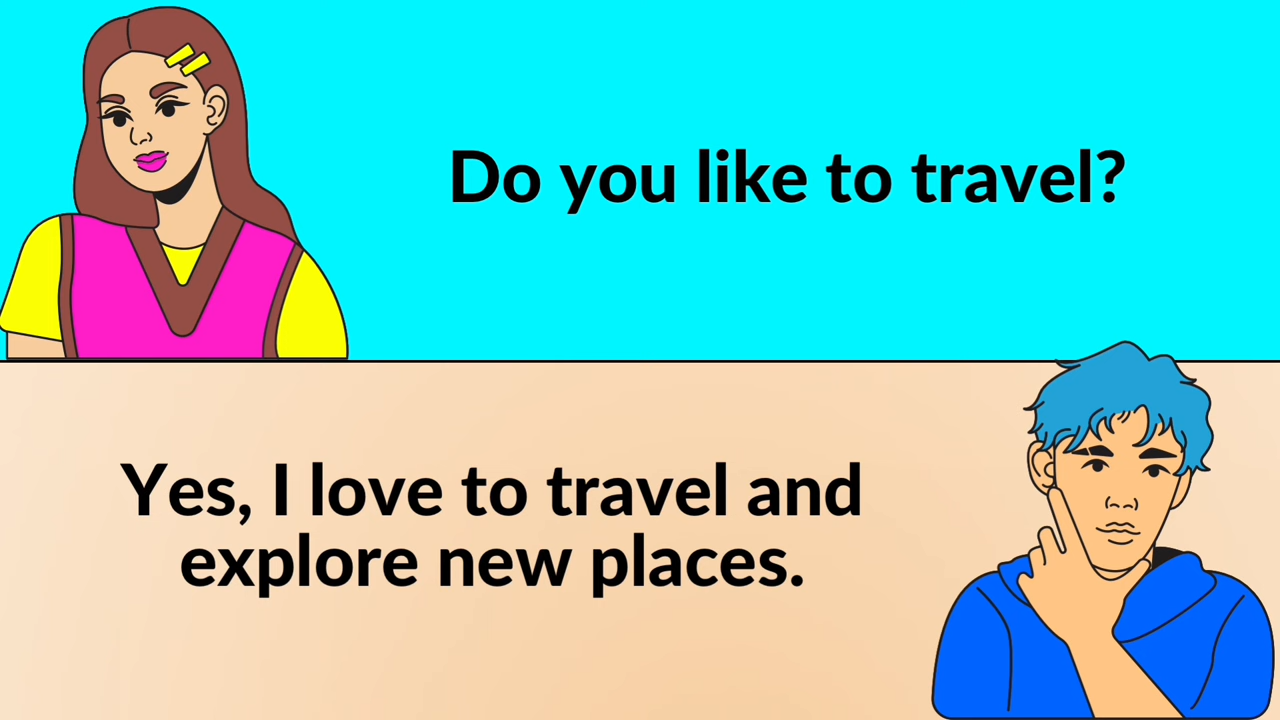 Do you like to travel?
Yes, I love to travel and
explore new places.